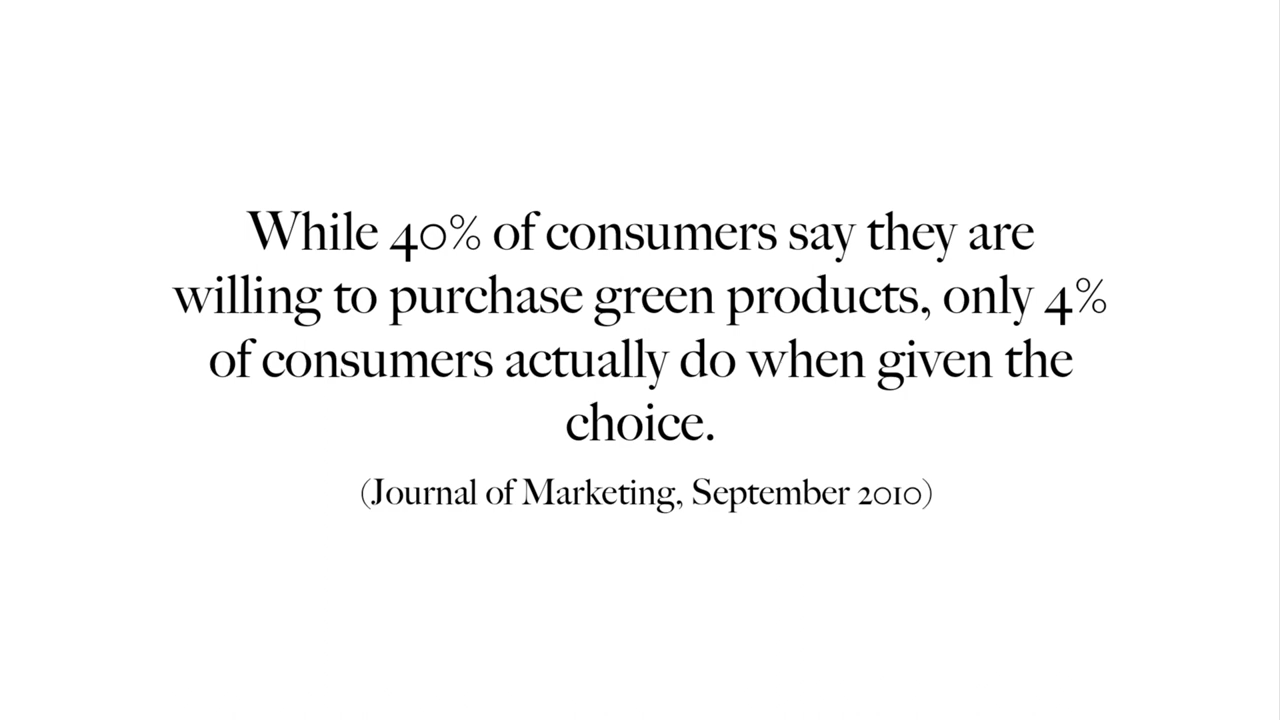 While 40% of consumers say they are
willing to purchase green products, only 4%
of consumers actually do when given the
choice.
(Journal of Marketing, September 2010)